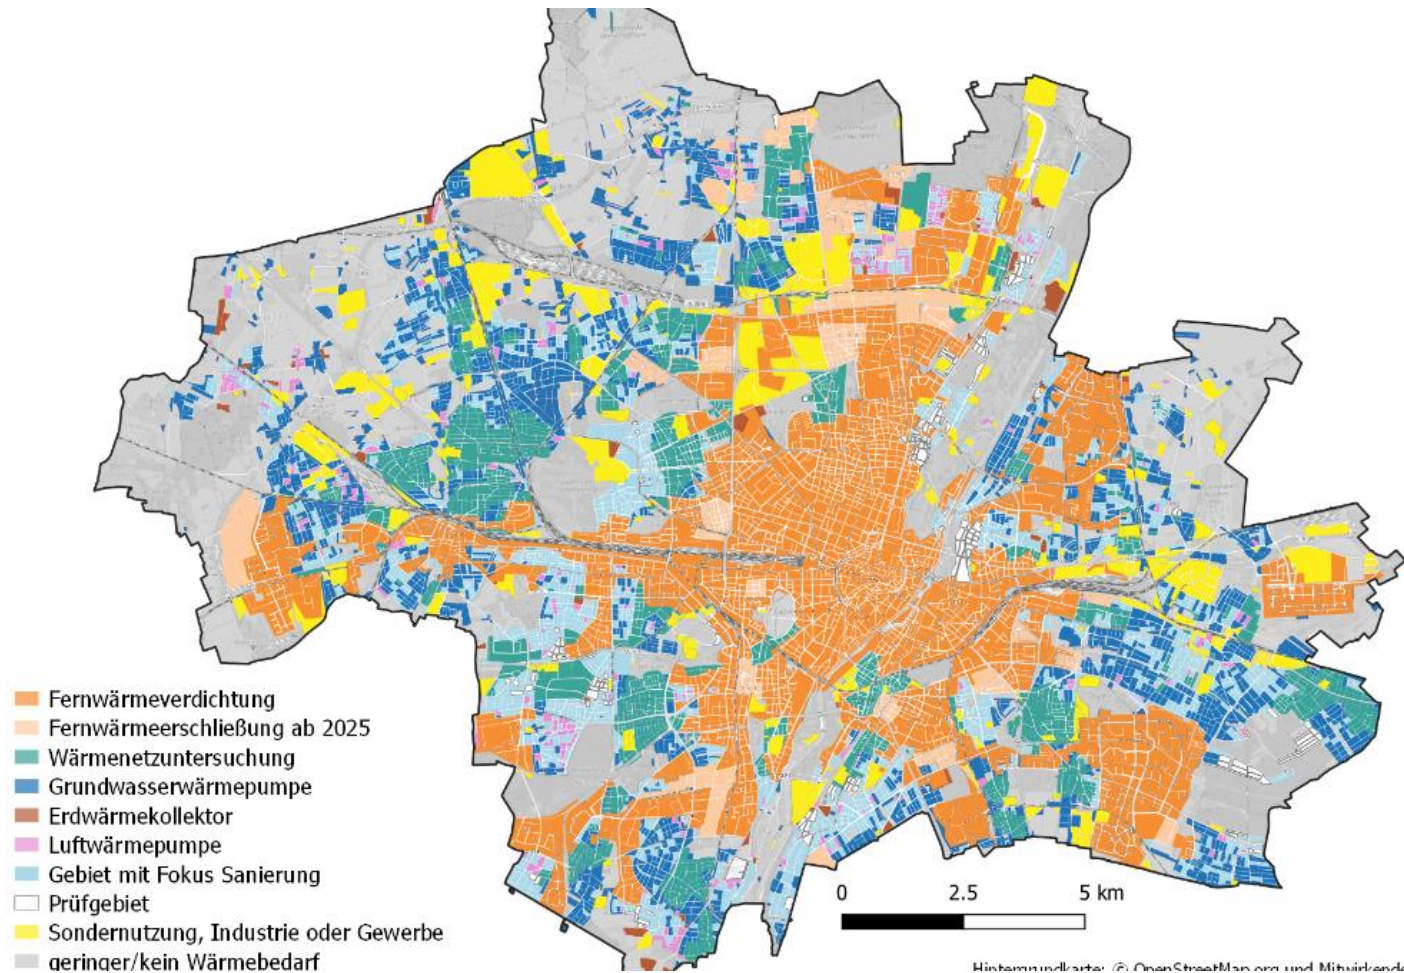 Fernwärmeverdichtung
Fernwärmeerschließung ab 2025
Wärmenetzuntersuchung
Grundwasserwärmepumpe
Erdwärmekollektor
Luftwärmepumpe
Gebiet mit Fokus Sanierung
Prüfgebiet
Sondernutzung, Industrie oder Gewerbe
geringer/kein Wärmebedarf
0 2.5 5 km
Hintergrundkarte: © OpenStreetMap.org und Mitwirkende